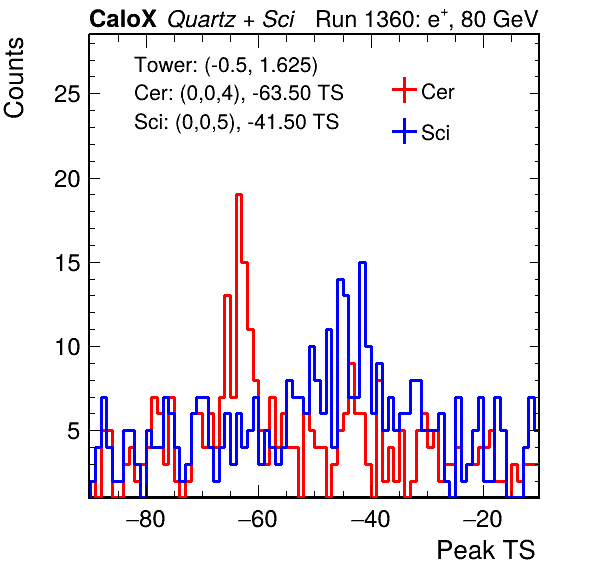 CaloX Quartz + Sci Run 1360: e⁺, 80 GeV
Counts
Tower: (-0.5, 1.625)
Cer: (0,0,4), -63.50 TS
Sci: (0,0,5), -41.50 TS
Cer
Sci
25
20
15
10
5
−80 −60 −40 −20
Peak TS